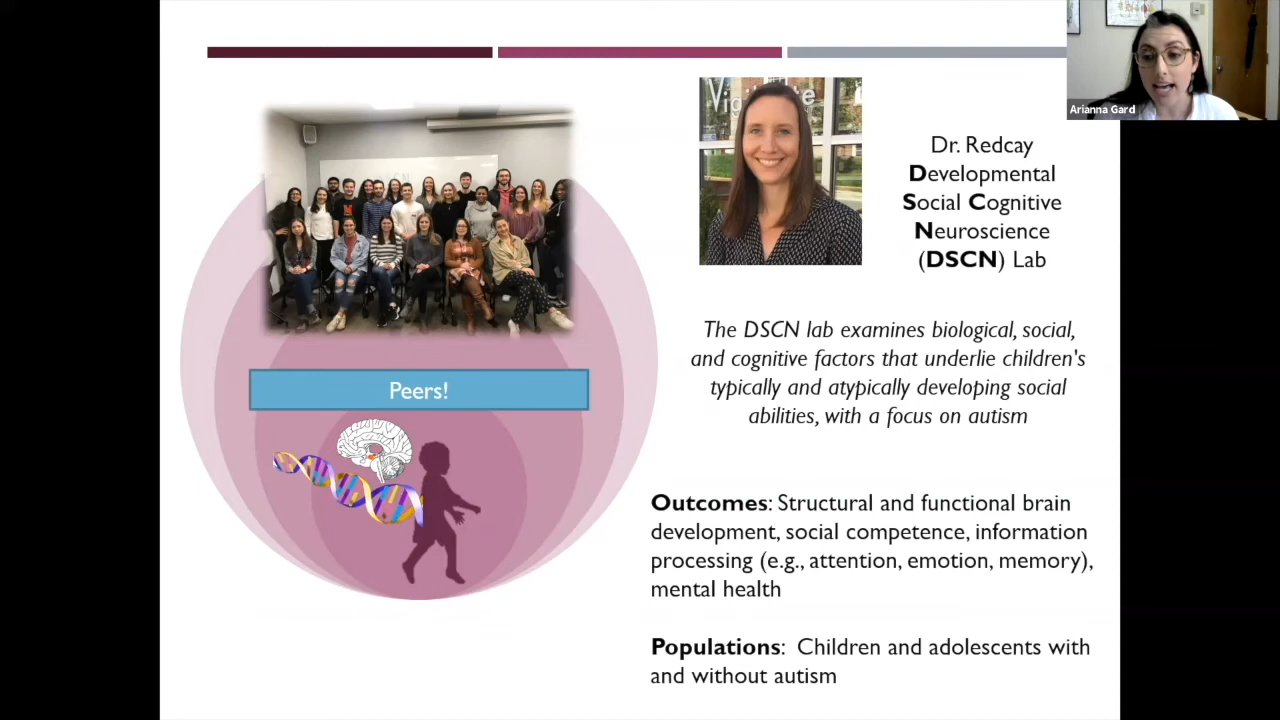 Arianna Gard
Dr. Redcay
Developmental
Social Cognitive
Neuroscience
(DSCN) Lab
Peers!
The DSCN lab examines biological, social,
and cognitive factors that underlie children's
typically and atypically developing social
abilities, with a focus on autism
Outcomes: Structural and functional brain
development, social competence, information
processing (e.g., attention, emotion, memory),
mental health
Populations:  Children and adolescents with
and without autism